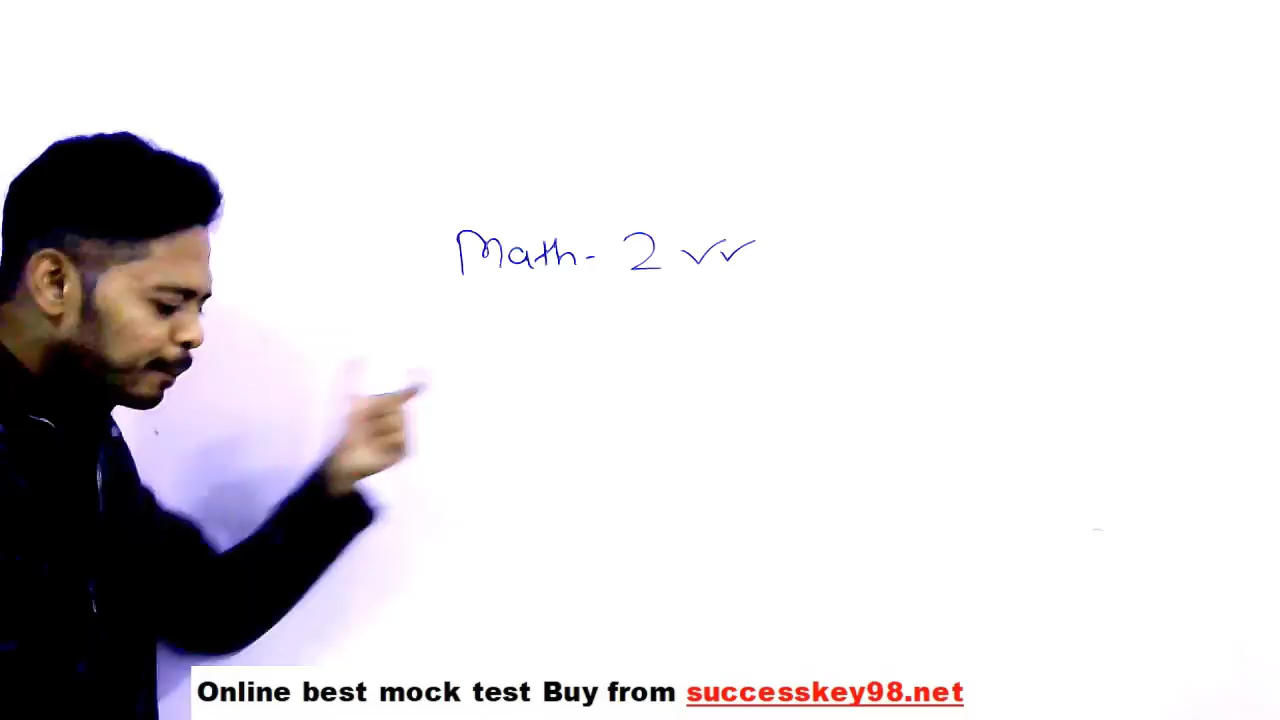 Math- 2 ✓✓
Online best mock test Buy from successkey98.net